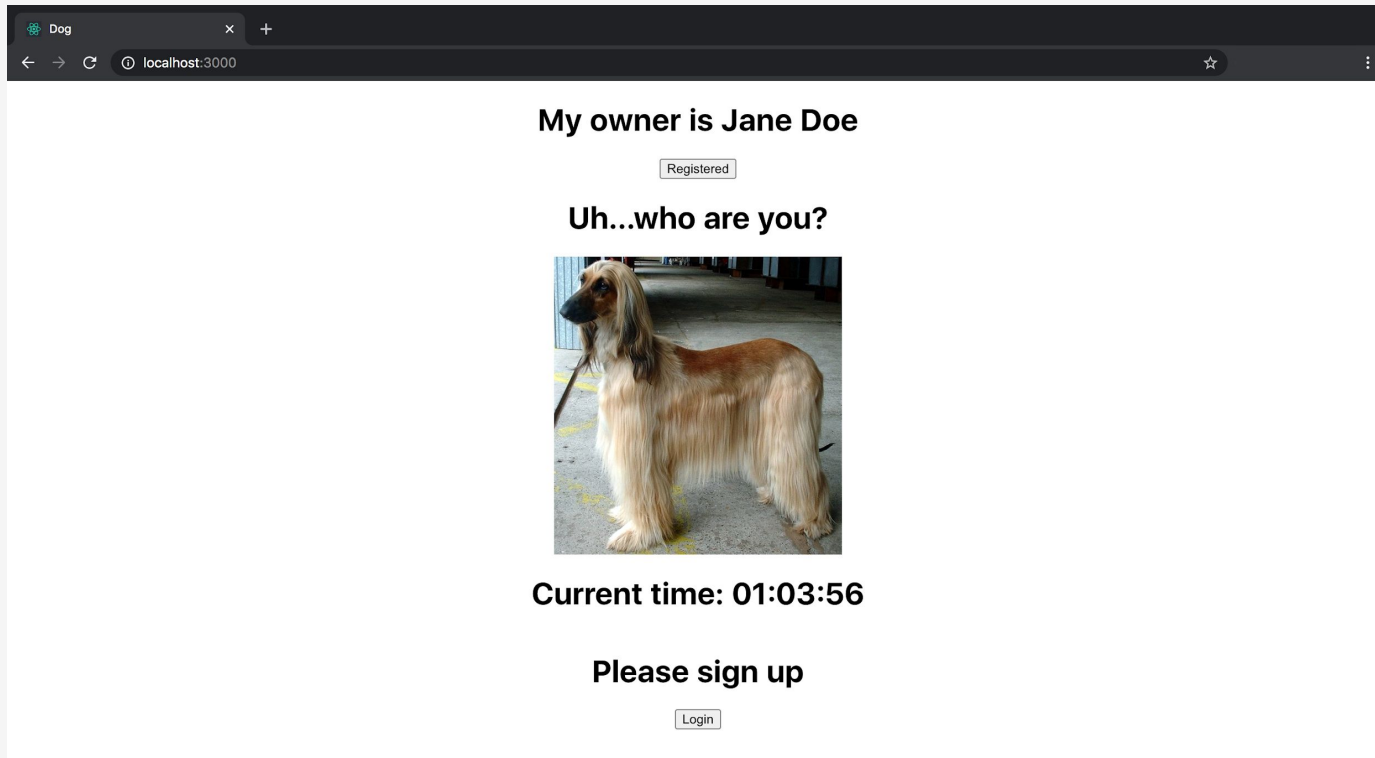 Dog
localhost:3000
My owner is Jane Doe
Registered
Uh...who are you?
Current time: 01:03:56
Please sign up
Login